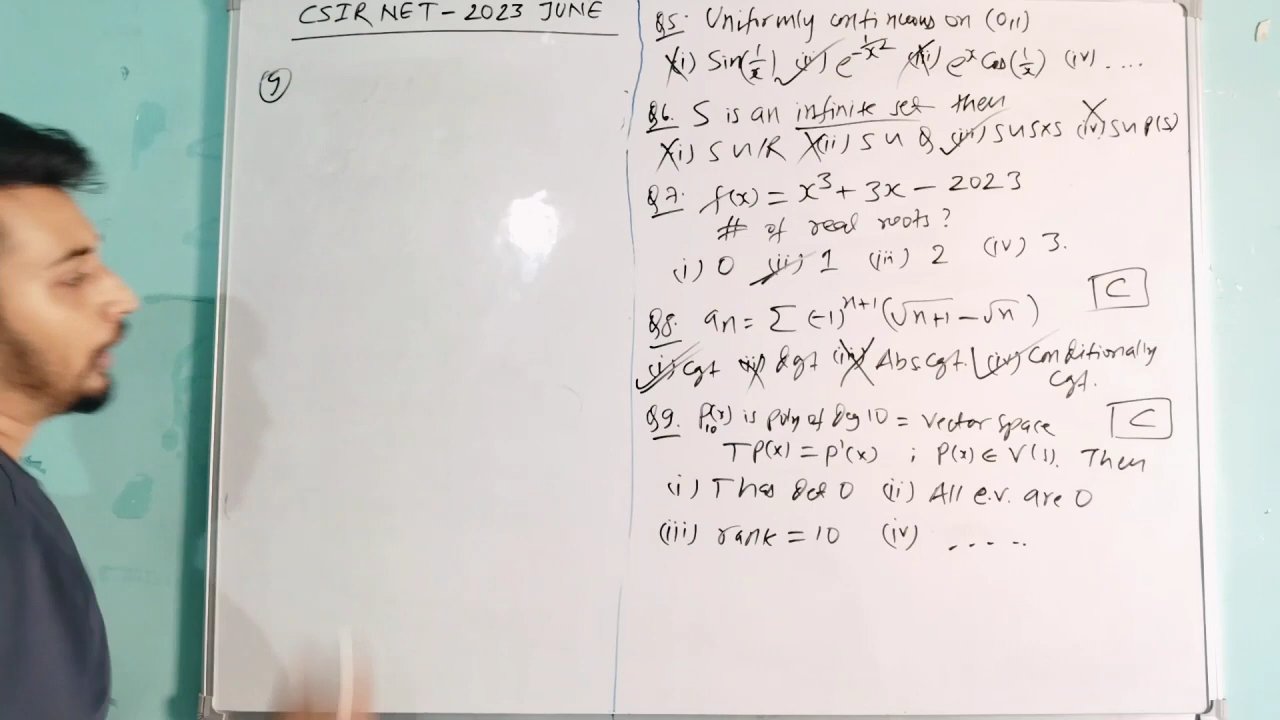 CSIR NET - 2023 JUNE
9
Q5. Uniformly continuous on (0,1)
(i) Sin(1/x) (ii) e^{-1/x²} (iii) e^x Cos(1/x) (iv) ....
Q6. S is an infinite set then
(i) S ~ R (ii) S ~ Q (iii) S ~ S×S (iv) S ~ P(S)
Q7. f(x) = x³ + 3x - 2023
# of real roots?
(i) 0 (ii) 1 (iii) 2 (iv) 3.
C
Q8. an = Σ (-1)^{n+1} (√n+1 - √n)
(i) Cgt (ii) dgt (iii) Abs cgt. (iv) Conditionally
Cgt.
Q9. P₁₀(x) is poly of deg 10 = Vector space
C
TP(x) = P'(x) ; P(x) ∈ V(s). Then
(i) T has det 0 (ii) All e.v. are 0
(iii) rank = 10 (iv) .....